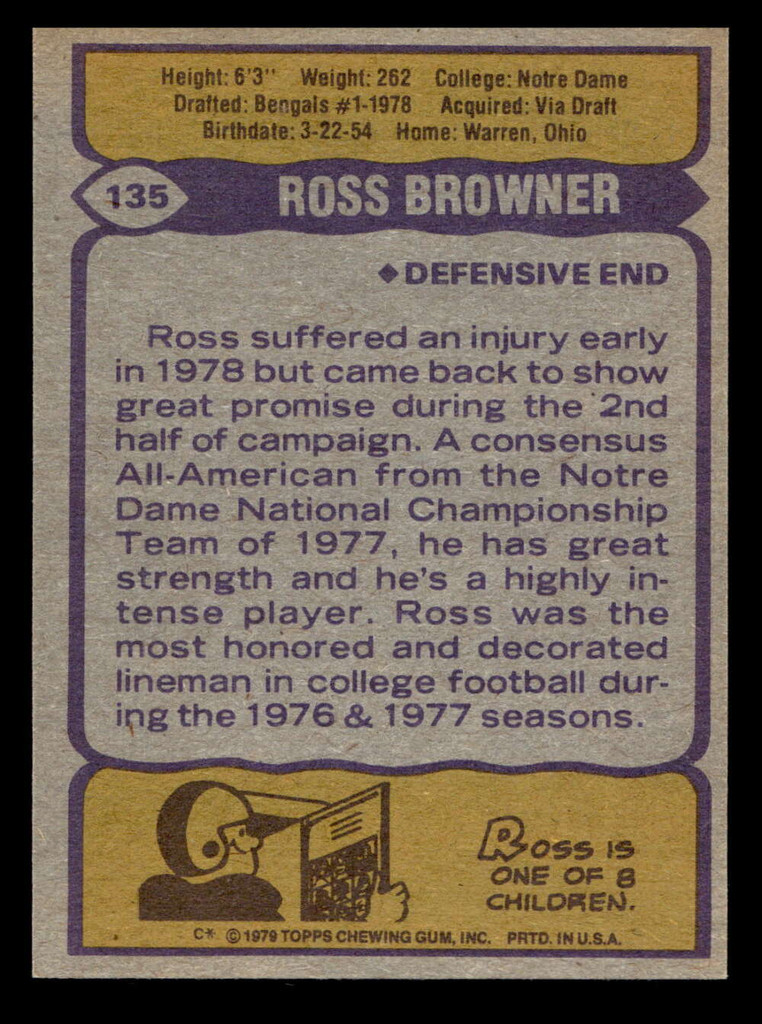 Height: 6'3" Weight: 262 College: Notre Dame
Drafted: Bengals #1-1978 Acquired: Via Draft
Birthdate: 3-22-54 Home: Warren, Ohio
135 ROSS BROWNER
◆DEFENSIVE END
Ross suffered an injury early
in 1978 but came back to show
great promise during the 2nd
half of campaign. A consensus
All-American from the Notre
Dame National Championship
Team of 1977, he has great
strength and he's a highly in-
tense player. Ross was the
most honored and decorated
lineman in college football dur-
ing the 1976 & 1977 seasons.
ROSS IS
ONE OF 8
CHILDREN.
C* © 1979 TOPPS CHEWING GUM, INC. PRTD. IN U.S.A.